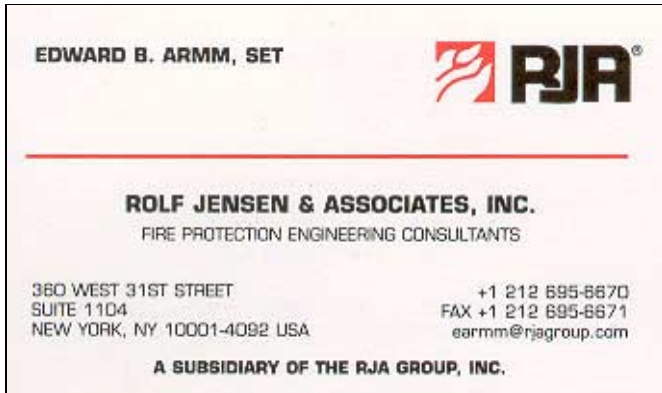 EDWARD B. ARMM, SET
RJA®
ROLF JENSEN & ASSOCIATES, INC.
FIRE PROTECTION ENGINEERING CONSULTANTS
360 WEST 31ST STREET
SUITE 1104
NEW YORK, NY 10001-4092 USA
+1 212 695-6670
FAX +1 212 695-6671
earmm@rjagroup.com
A SUBSIDIARY OF THE RJA GROUP, INC.